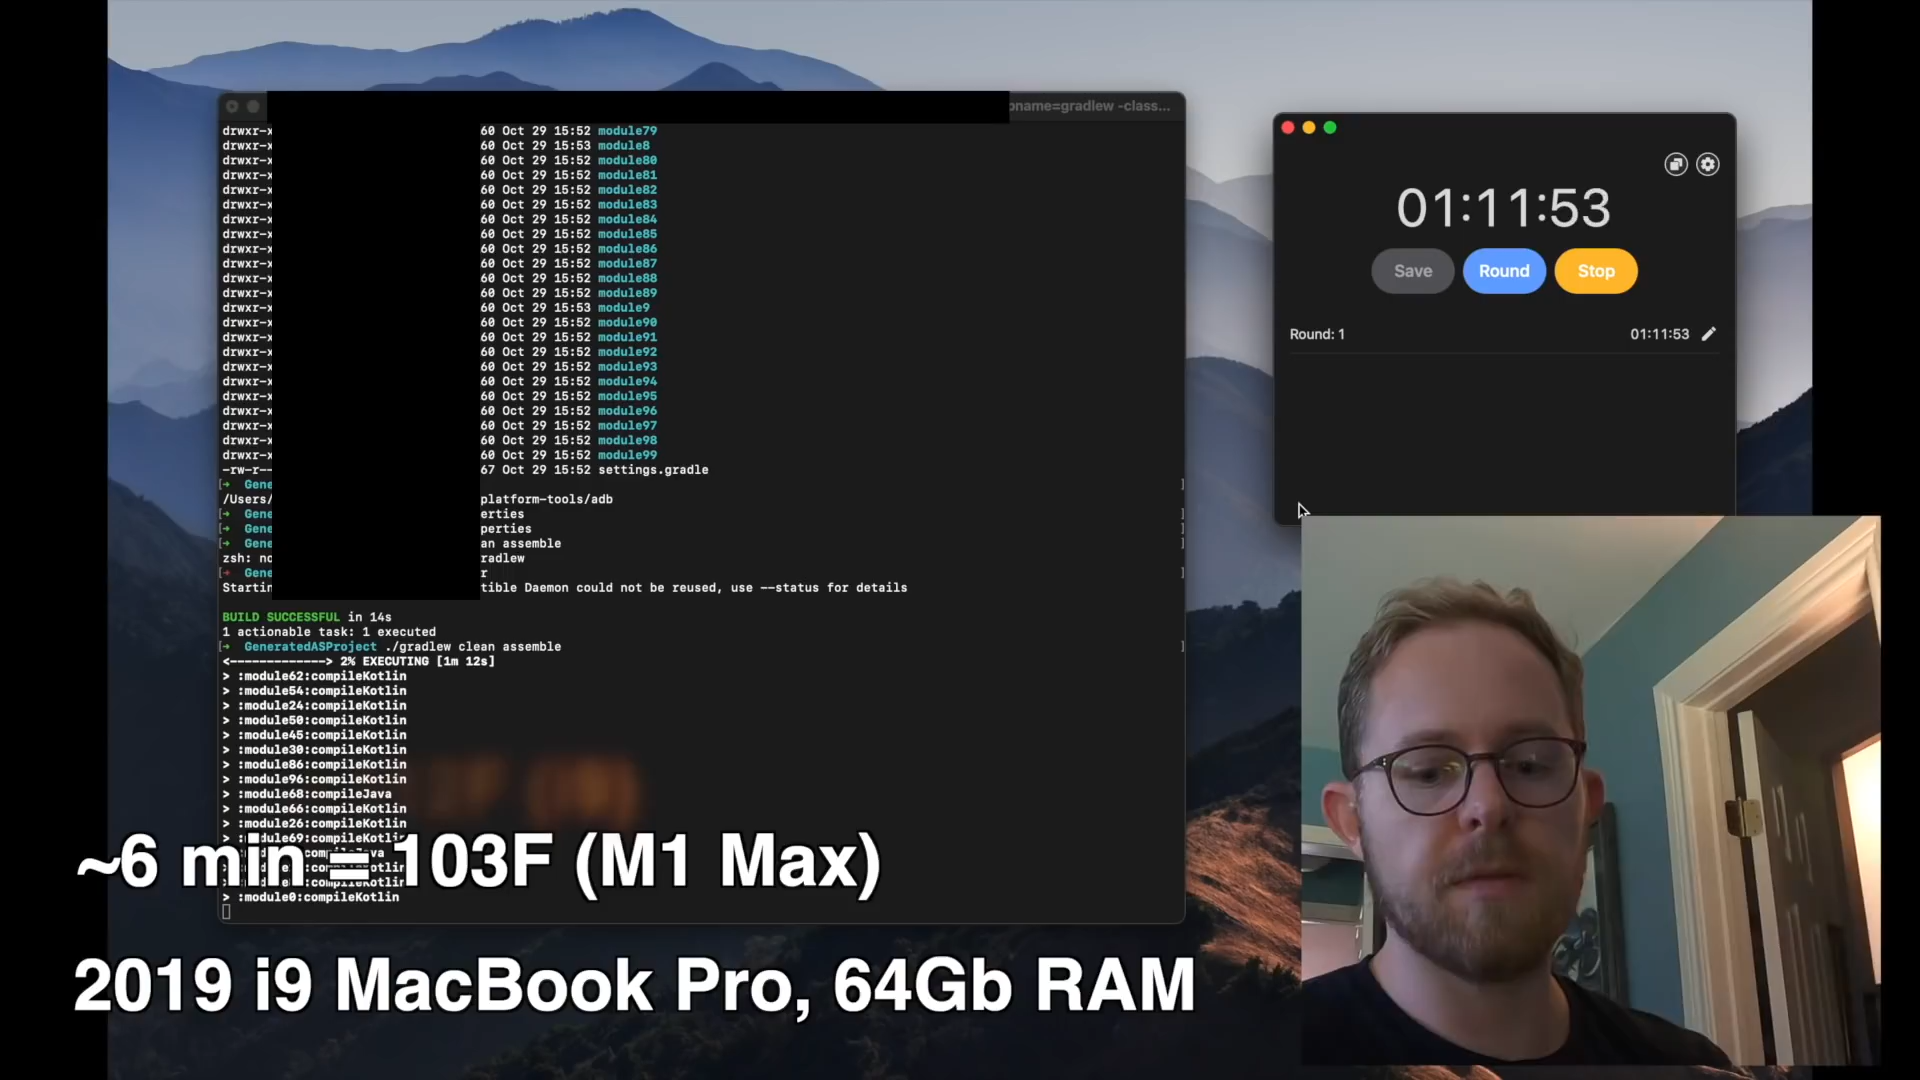 pname=gradlew -class...
drwxr-x 60 Oct 29 15:52 module79
drwxr-x 60 Oct 29 15:53 module8
drwxr-x 60 Oct 29 15:52 module80
drwxr-x 60 Oct 29 15:52 module81
drwxr-x 60 Oct 29 15:52 module82
drwxr-x 60 Oct 29 15:52 module83
drwxr-x 60 Oct 29 15:52 module84
drwxr-x 60 Oct 29 15:52 module85
drwxr-x 60 Oct 29 15:52 module86
drwxr-x 60 Oct 29 15:52 module87
drwxr-x 60 Oct 29 15:52 module88
drwxr-x 60 Oct 29 15:52 module89
drwxr-x 60 Oct 29 15:53 module9
drwxr-x 60 Oct 29 15:52 module90
drwxr-x 60 Oct 29 15:52 module91
drwxr-x 60 Oct 29 15:52 module92
drwxr-x 60 Oct 29 15:52 module93
drwxr-x 60 Oct 29 15:52 module94
drwxr-x 60 Oct 29 15:52 module95
drwxr-x 60 Oct 29 15:52 module96
drwxr-x 60 Oct 29 15:52 module97
drwxr-x 60 Oct 29 15:52 module98
drwxr-x 60 Oct 29 15:52 module99
-rw-r-- 67 Oct 29 15:52 settings.gradle
[→ Gene ]
/Users/ platform-tools/adb
[→ Gene erties ]
[→ Gene perties ]
[→ Gene an assemble ]
zsh: no radlew
[→ Gene r ]
Startin tible Daemon could not be reused, use --status for details
BUILD SUCCESSFUL in 14s
1 actionable task: 1 executed
[→ GeneratedASProject ./gradlew clean assemble ]
<-------------> 2% EXECUTING [1m 12s]
> :module62:compileKotlin
> :module54:compileKotlin
> :module24:compileKotlin
> :module50:compileKotlin
> :module45:compileKotlin
> :module30:compileKotlin
> :module86:compileKotlin
> :module96:compileKotlin
> :module68:compileJava
> :module66:compileKotlin
> :module26:compileKotlin
> :module69:compileKotlin
> :module0:compileKotlin
01:11:53
Save Round Stop
Round: 1 01:11:53
~6 min = 103F (M1 Max)
2019 i9 MacBook Pro, 64Gb RAM